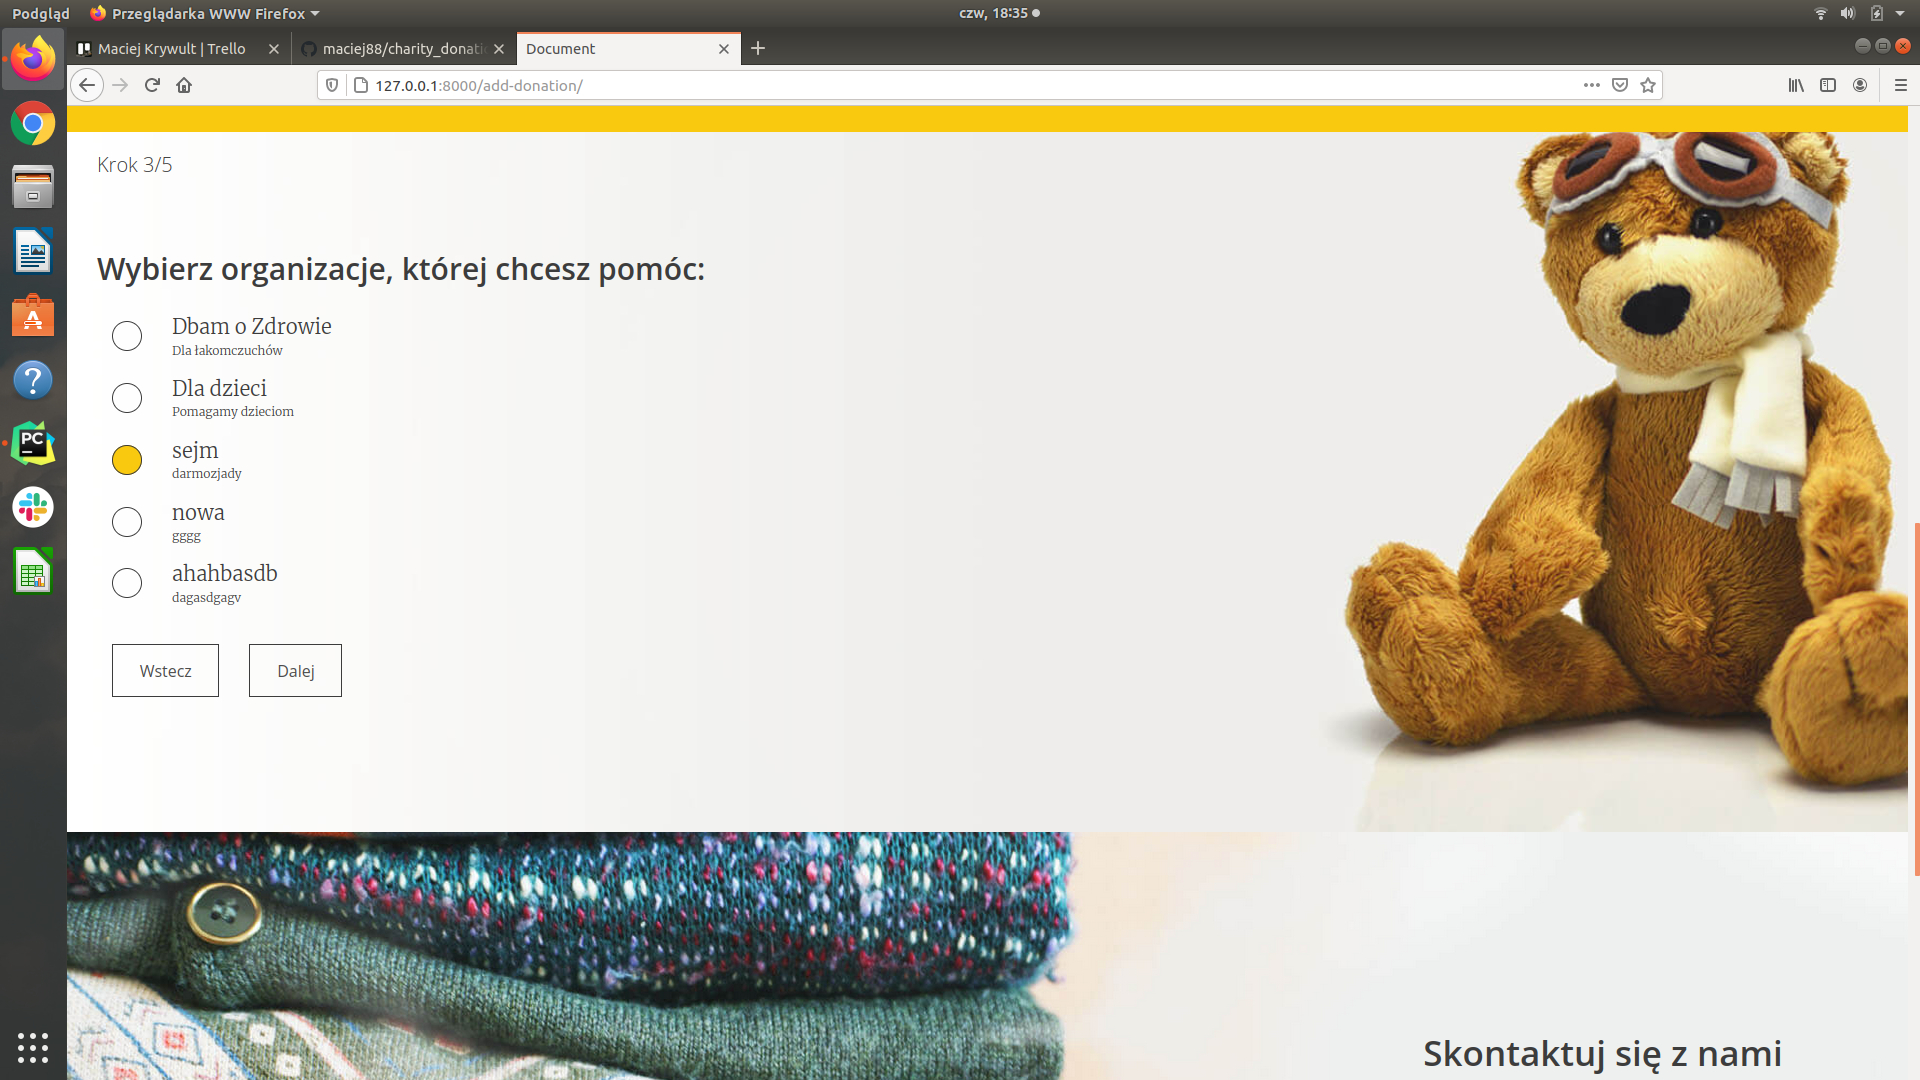 Podgląd
Przeglądarka WWW Firefox
czw, 18:35
Maciej Krywult | Trello
maciej88/charity_donati
Document
127.0.0.1:8000/add-donation/
Krok 3/5
Wybierz organizacje, której chcesz pomóc:
Dbam o Zdrowie
Dla łakomczuchów
Dla dzieci
Pomagamy dzieciom
sejm
darmozjady
nowa
gggg
ahahbasdb
dagasdgagv
Wstecz
Dalej
Skontaktuj się z nami
PC